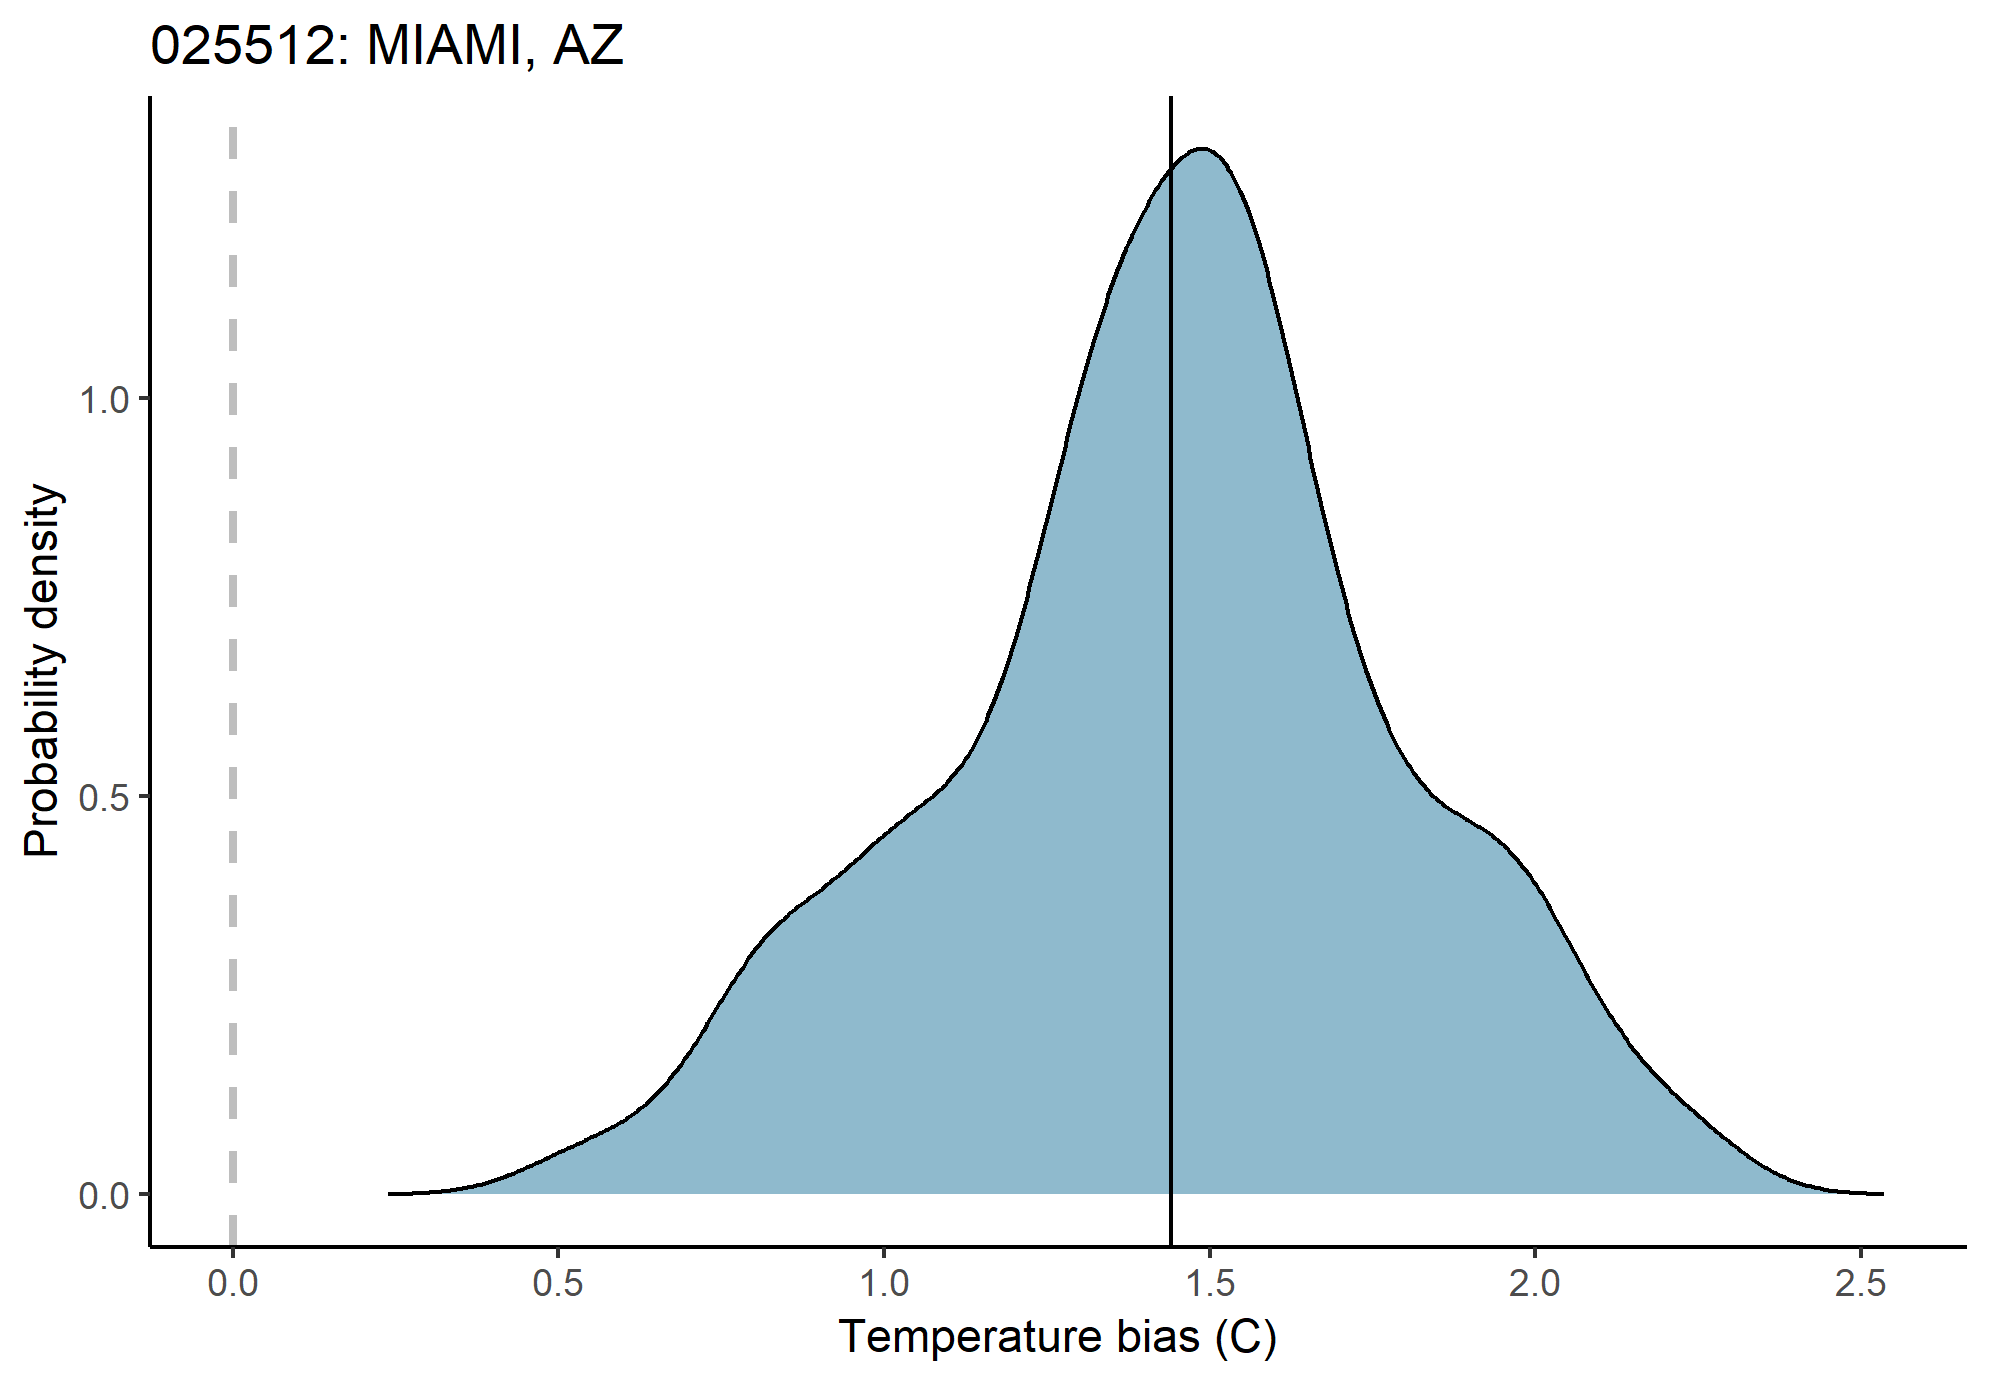 025512: MIAMI, AZ
Probability density
1.0
0.5
0.0
0.0 0.5 1.0 1.5 2.0 2.5
Temperature bias (C)